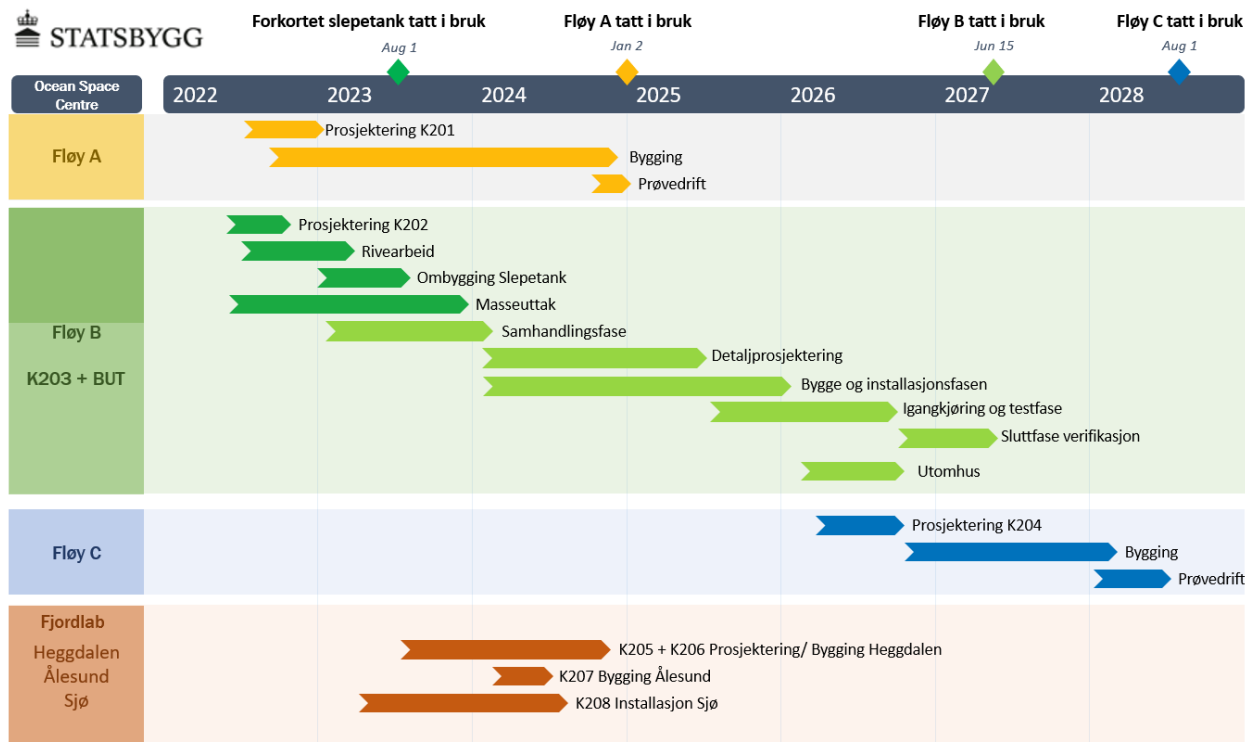 STATSBYGG
Forkortet slepetank tatt i bruk
Aug 1
Fløy A tatt i bruk
Jan 2
Fløy B tatt i bruk
Jun 15
Fløy C tatt i bruk
Aug 1
Ocean Space
Centre
2022 2023 2024 2025 2026 2027 2028
Fløy A
Prosjektering K201
Bygging
Prøvedrift
Fløy B
K203 + BUT
Prosjektering K202
Rivearbeid
Ombygging Slepetank
Masseuttak
Samhandlingsfase
Detaljprosjektering
Bygge og installasjonsfasen
Igangkjøring og testfase
Sluttfase verifikasjon
Utomhus
Fløy C
Prosjektering K204
Bygging
Prøvedrift
Fjordlab
Heggdalen
Ålesund
Sjø
K205 + K206 Prosjektering/ Bygging Heggdalen
K207 Bygging Ålesund
K208 Installasjon Sjø